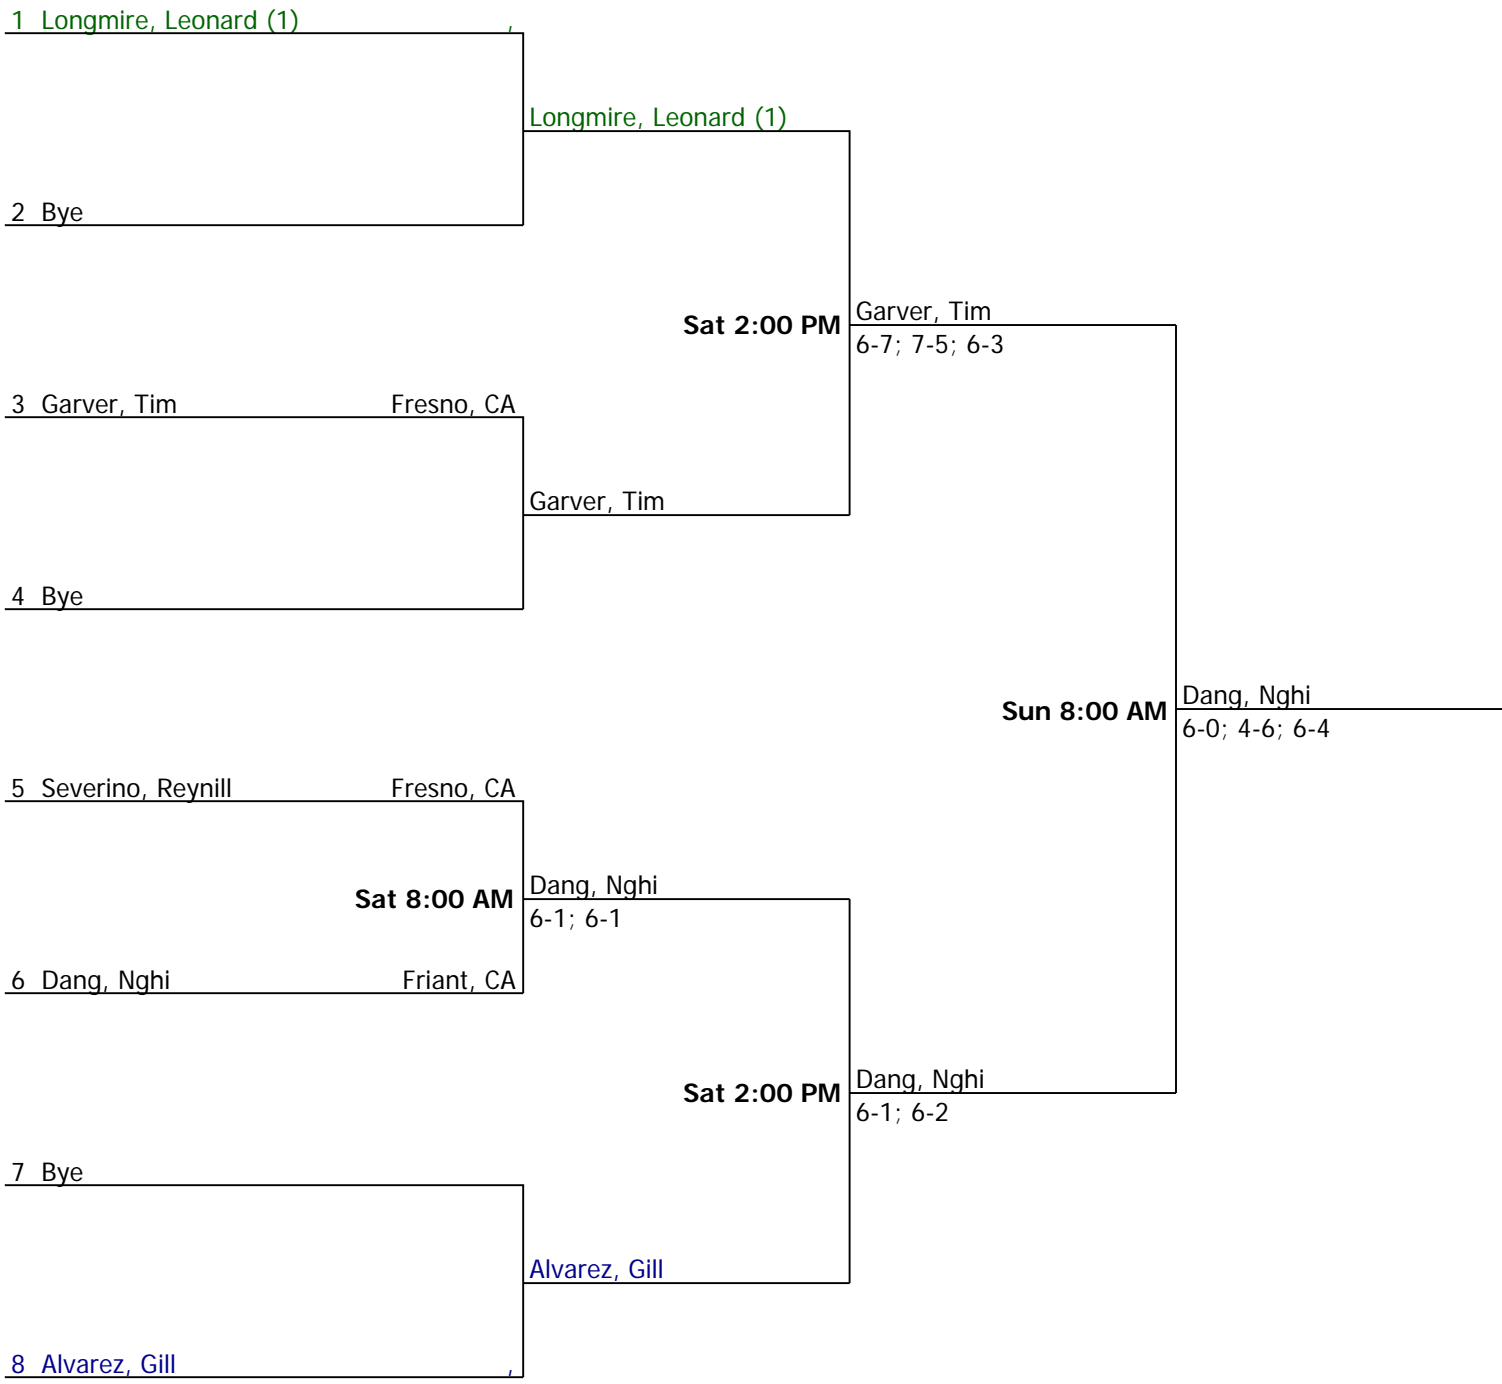 1 Longmire, Leonard (1) ,
Longmire, Leonard (1)
2 Bye
Sat 2:00 PM
Garver, Tim
6-7; 7-5; 6-3
3 Garver, Tim Fresno, CA
Garver, Tim
4 Bye
Sun 8:00 AM
Dang, Nghi
6-0; 4-6; 6-4
5 Severino, Reynill Fresno, CA
Sat 8:00 AM
Dang, Nghi
6-1; 6-1
6 Dang, Nghi Friant, CA
Sat 2:00 PM
Dang, Nghi
6-1; 6-2
7 Bye
Alvarez, Gill
8 Alvarez, Gill ,